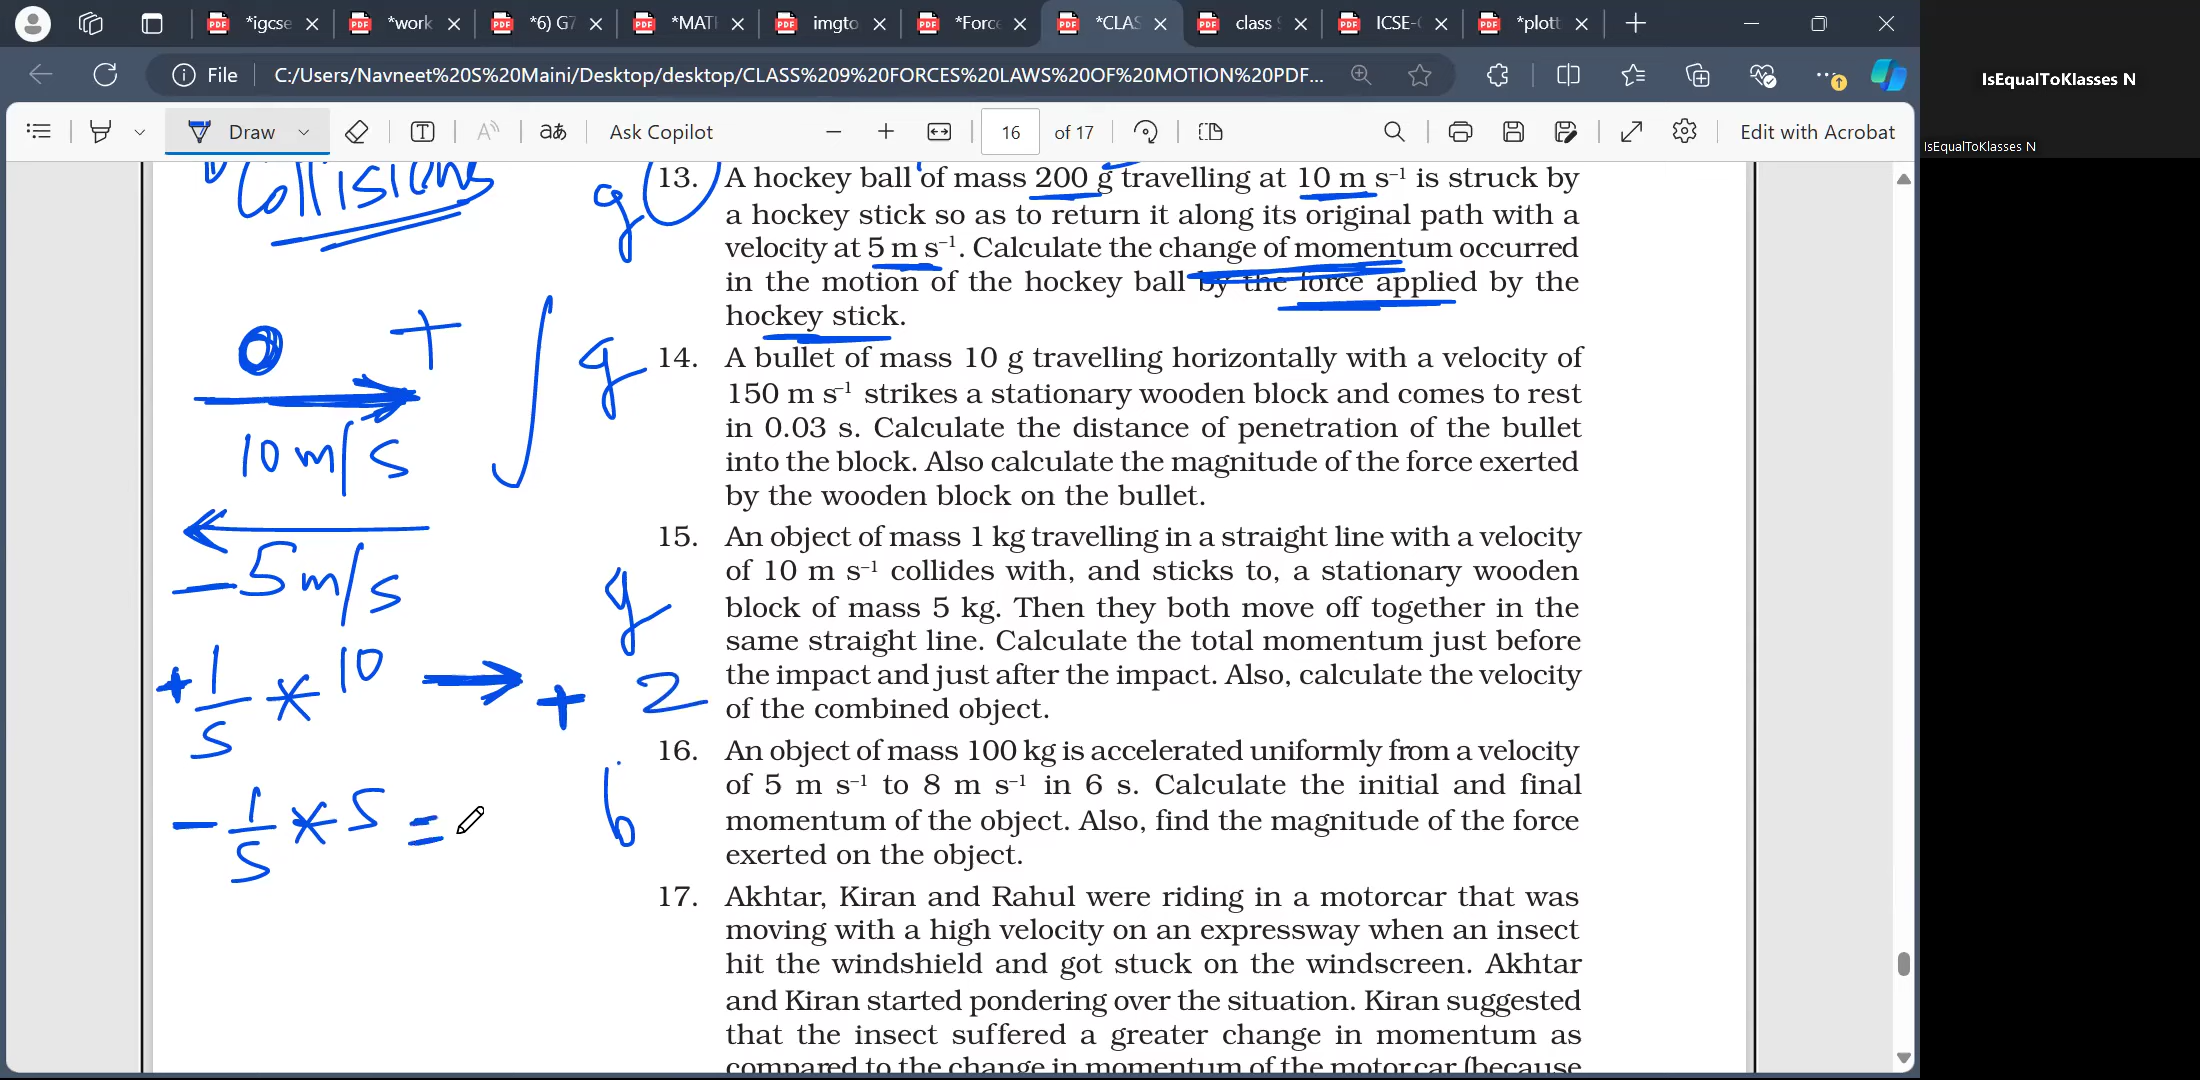 *igcse
*work
*6) G7
*MATI
imgto
*Force
*CLAS
class
ICSE-
*plott
File
C:/Users/Navneet%20S%20Maini/Desktop/desktop/CLASS%209%20FORCES%20LAWS%20OF%20MOTION%20PDF...
Draw
Ask Copilot
16 of 17
Edit with Acrobat
IsEqualToKlasses N
IsEqualToKlasses N
Collisions
13. A hockey ball of mass 200 g travelling at 10 m s⁻¹ is struck by
a hockey stick so as to return it along its original path with a
velocity at 5 m s⁻¹. Calculate the change of momentum occurred
in the motion of the hockey ball by the force applied by the
hockey stick.
14. A bullet of mass 10 g travelling horizontally with a velocity of
150 m s⁻¹ strikes a stationary wooden block and comes to rest
in 0.03 s. Calculate the distance of penetration of the bullet
into the block. Also calculate the magnitude of the force exerted
by the wooden block on the bullet.
15. An object of mass 1 kg travelling in a straight line with a velocity
of 10 m s⁻¹ collides with, and sticks to, a stationary wooden
block of mass 5 kg. Then they both move off together in the
same straight line. Calculate the total momentum just before
the impact and just after the impact. Also, calculate the velocity
of the combined object.
16. An object of mass 100 kg is accelerated uniformly from a velocity
of 5 m s⁻¹ to 8 m s⁻¹ in 6 s. Calculate the initial and final
momentum of the object. Also, find the magnitude of the force
exerted on the object.
17. Akhtar, Kiran and Rahul were riding in a motorcar that was
moving with a high velocity on an expressway when an insect
hit the windshield and got stuck on the windscreen. Akhtar
and Kiran started pondering over the situation. Kiran suggested
that the insect suffered a greater change in momentum as
compared to the change in momentum of the motorcar (because
+
10 m/s
-5 m/s
+1/5 * 10 → + 2
-1/5 * 5 =